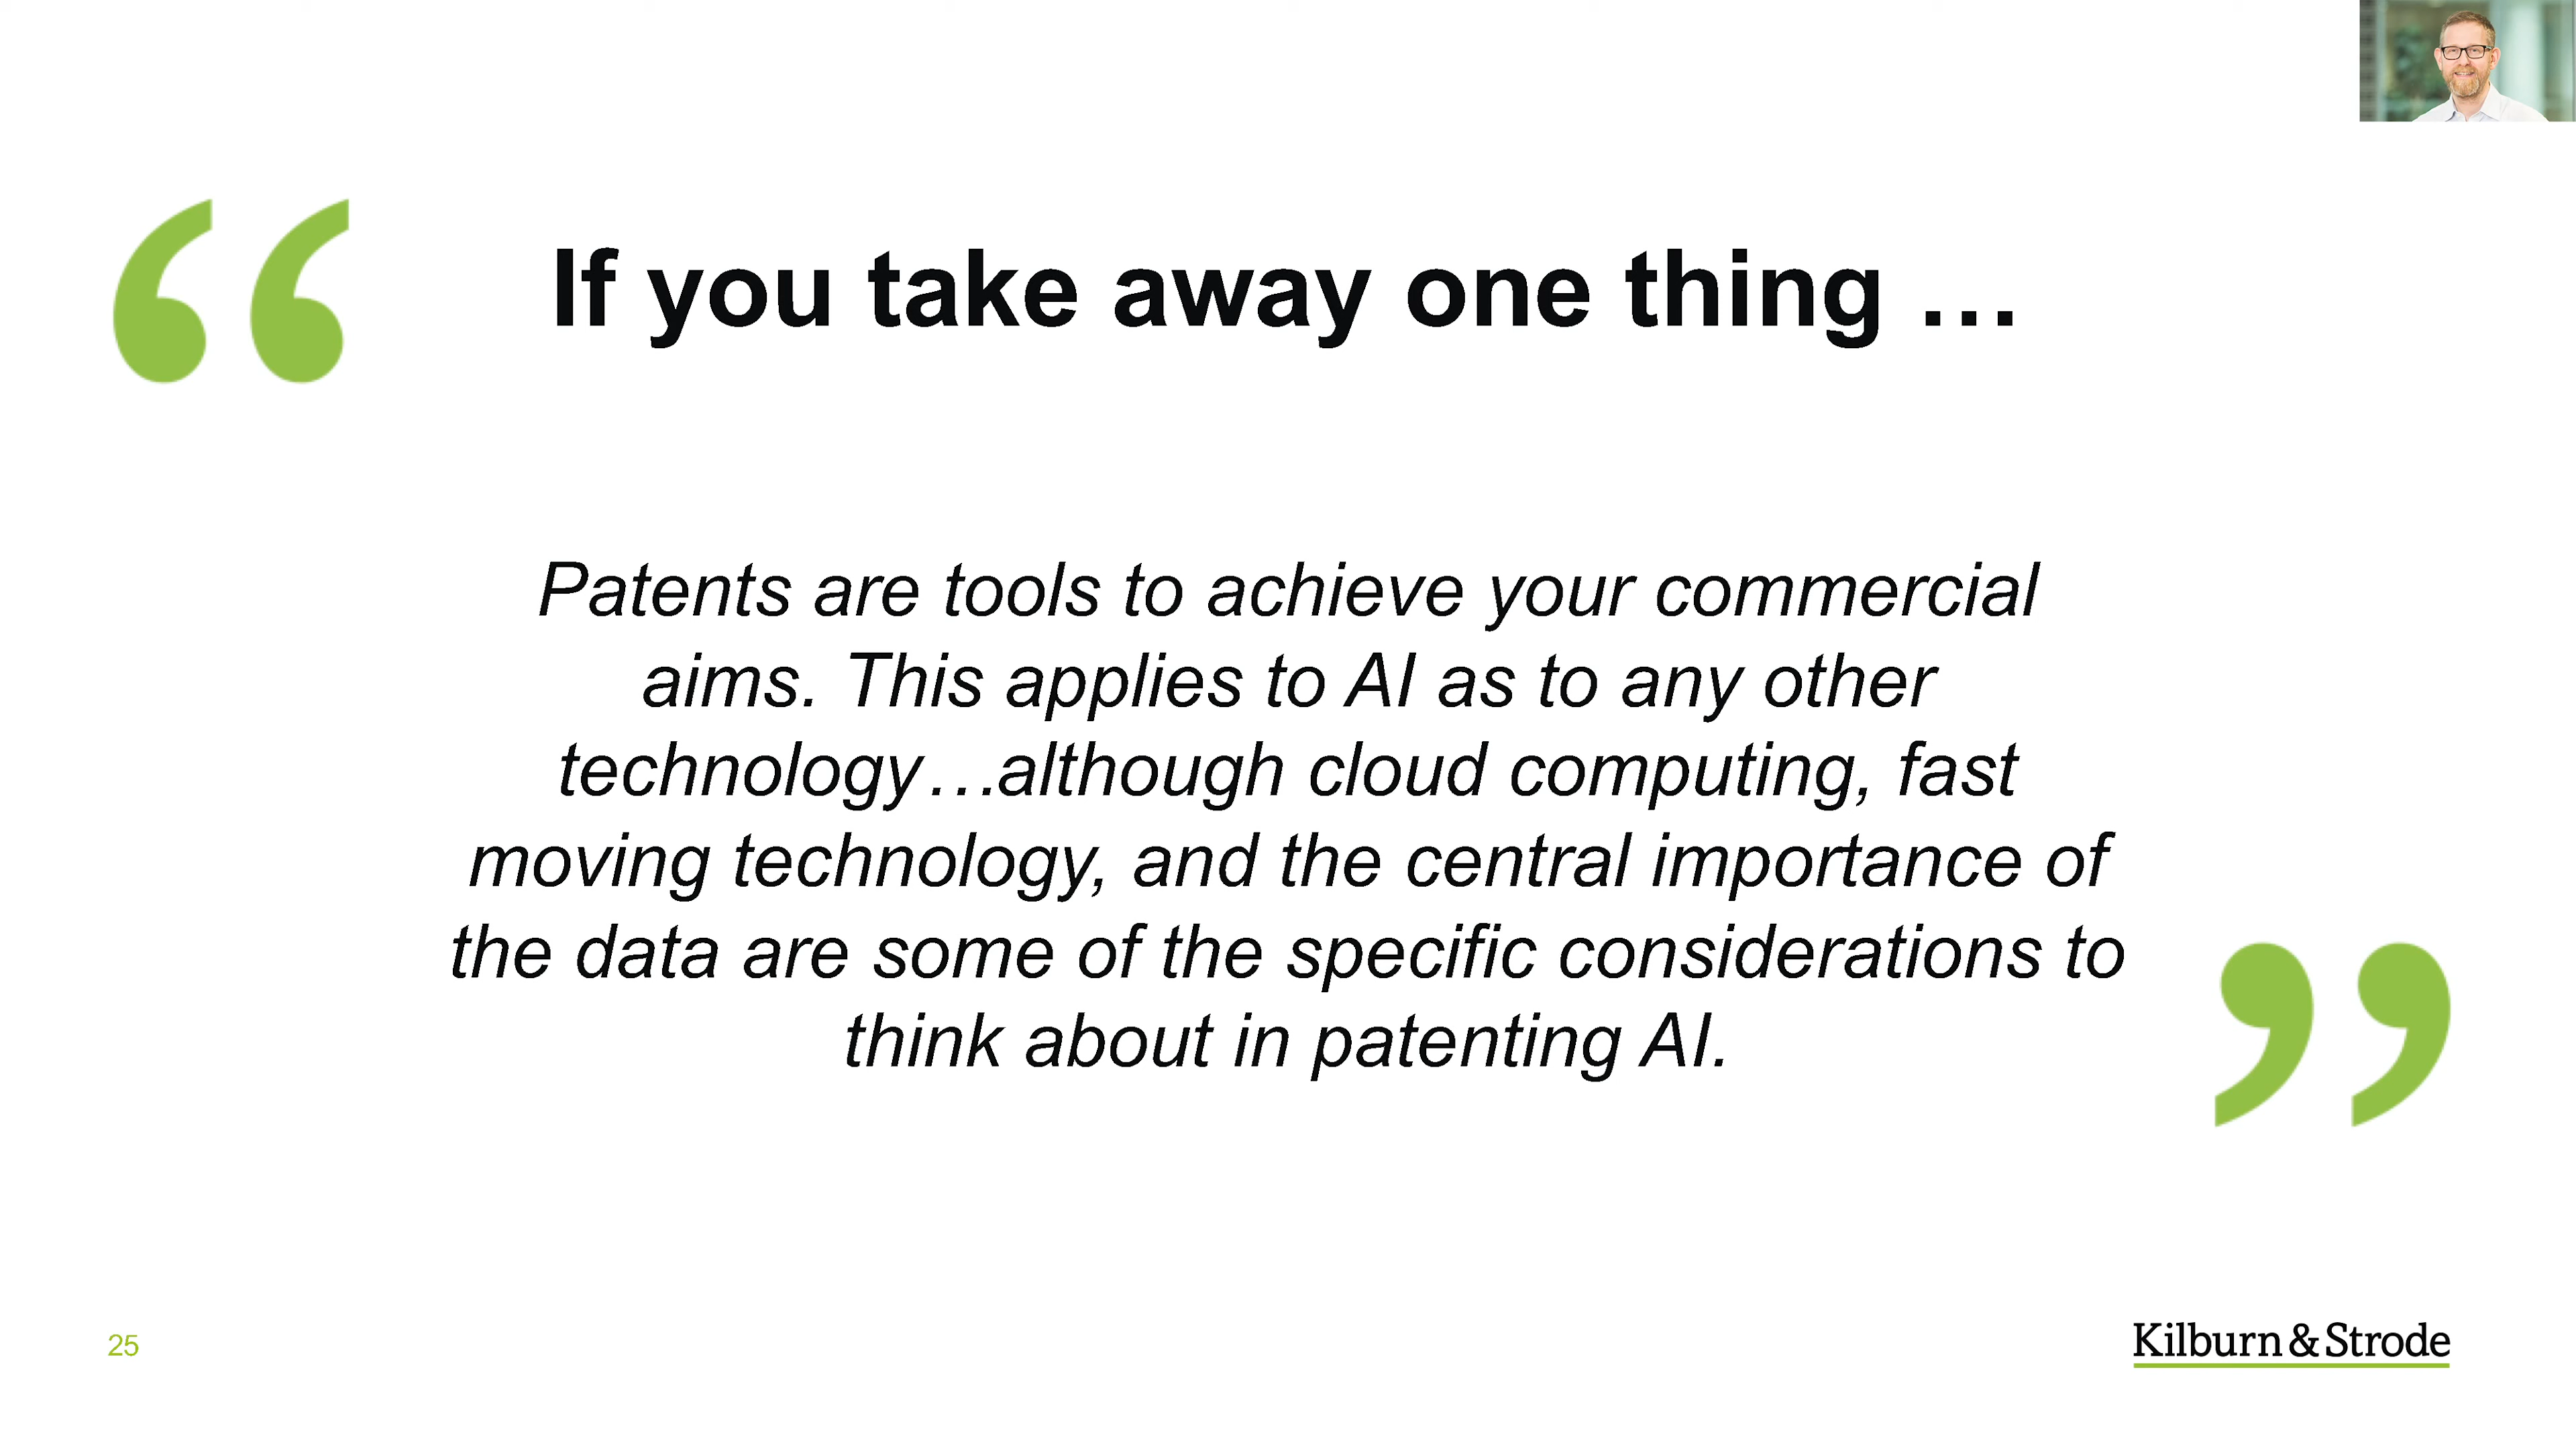 If you take away one thing …
Patents are tools to achieve your commercial
aims. This applies to AI as to any other
technology…although cloud computing, fast
moving technology, and the central importance of
the data are some of the specific considerations to
think about in patenting AI.
25
Kilburn & Strode